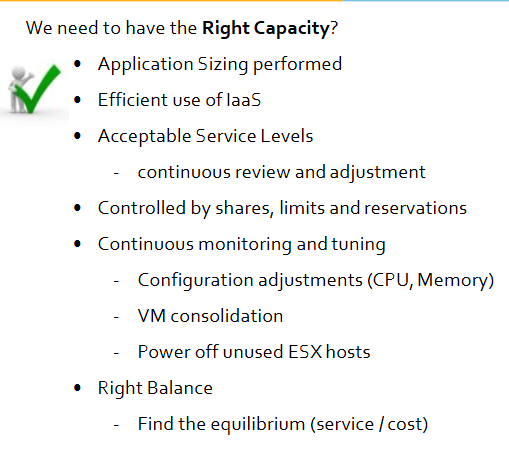 We need to have the Right Capacity?
• Application Sizing performed
• Efficient use of IaaS
• Acceptable Service Levels
- continuous review and adjustment
• Controlled by shares, limits and reservations
• Continuous monitoring and tuning
- Configuration adjustments (CPU, Memory)
- VM consolidation
- Power off unused ESX hosts
• Right Balance
- Find the equilibrium (service / cost)